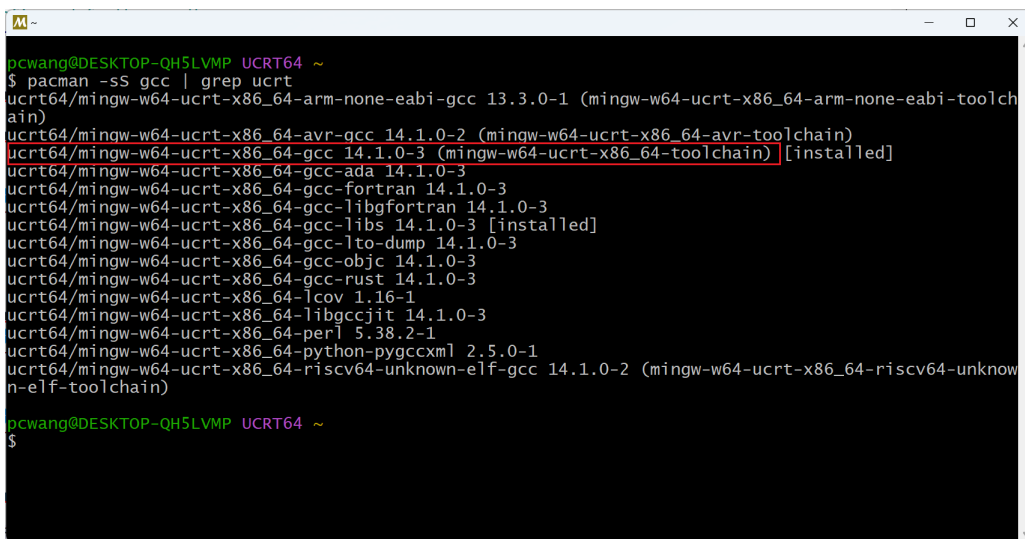 ~
pcwang@DESKTOP-QH5LVMP UCRT64 ~
$ pacman -sS gcc | grep ucrt
ucrt64/mingw-w64-ucrt-x86_64-arm-none-eabi-gcc 13.3.0-1 (mingw-w64-ucrt-x86_64-arm-none-eabi-toolch
ain)
ucrt64/mingw-w64-ucrt-x86_64-avr-gcc 14.1.0-2 (mingw-w64-ucrt-x86_64-avr-toolchain)
ucrt64/mingw-w64-ucrt-x86_64-gcc 14.1.0-3 (mingw-w64-ucrt-x86_64-toolchain) [installed]
ucrt64/mingw-w64-ucrt-x86_64-gcc-ada 14.1.0-3
ucrt64/mingw-w64-ucrt-x86_64-gcc-fortran 14.1.0-3
ucrt64/mingw-w64-ucrt-x86_64-gcc-libgfortran 14.1.0-3
ucrt64/mingw-w64-ucrt-x86_64-gcc-libs 14.1.0-3 [installed]
ucrt64/mingw-w64-ucrt-x86_64-gcc-lto-dump 14.1.0-3
ucrt64/mingw-w64-ucrt-x86_64-gcc-objc 14.1.0-3
ucrt64/mingw-w64-ucrt-x86_64-gcc-rust 14.1.0-3
ucrt64/mingw-w64-ucrt-x86_64-lcov 1.16-1
ucrt64/mingw-w64-ucrt-x86_64-libgccjit 14.1.0-3
ucrt64/mingw-w64-ucrt-x86_64-perl 5.38.2-1
ucrt64/mingw-w64-ucrt-x86_64-python-pygccxml 2.5.0-1
ucrt64/mingw-w64-ucrt-x86_64-riscv64-unknown-elf-gcc 14.1.0-2 (mingw-w64-ucrt-x86_64-riscv64-unknow
n-elf-toolchain)
pcwang@DESKTOP-QH5LVMP UCRT64 ~
$